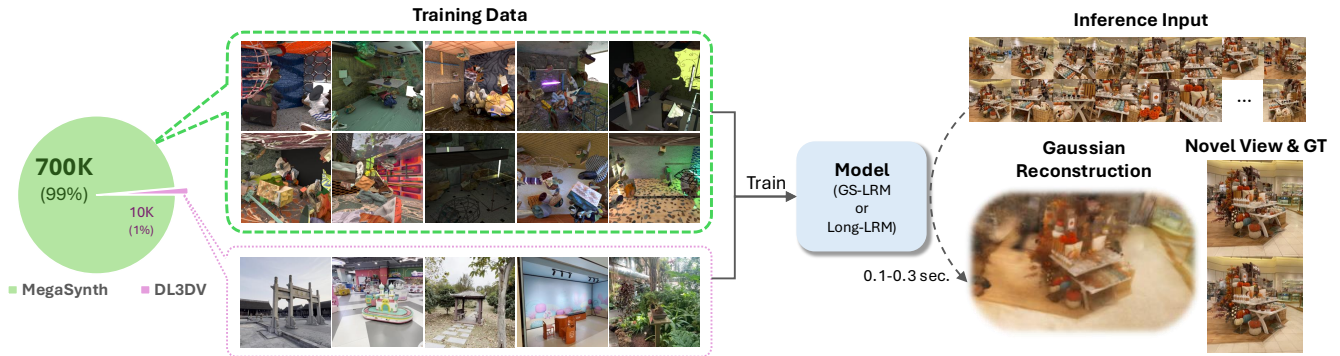 Training Data
700K
(99%)
10K
(1%)
MegaSynth
DL3DV
Train
Model
(GS-LRM
or
Long-LRM)
Inference Input
...
Gaussian
Reconstruction
0.1-0.3 sec.
Novel View & GT